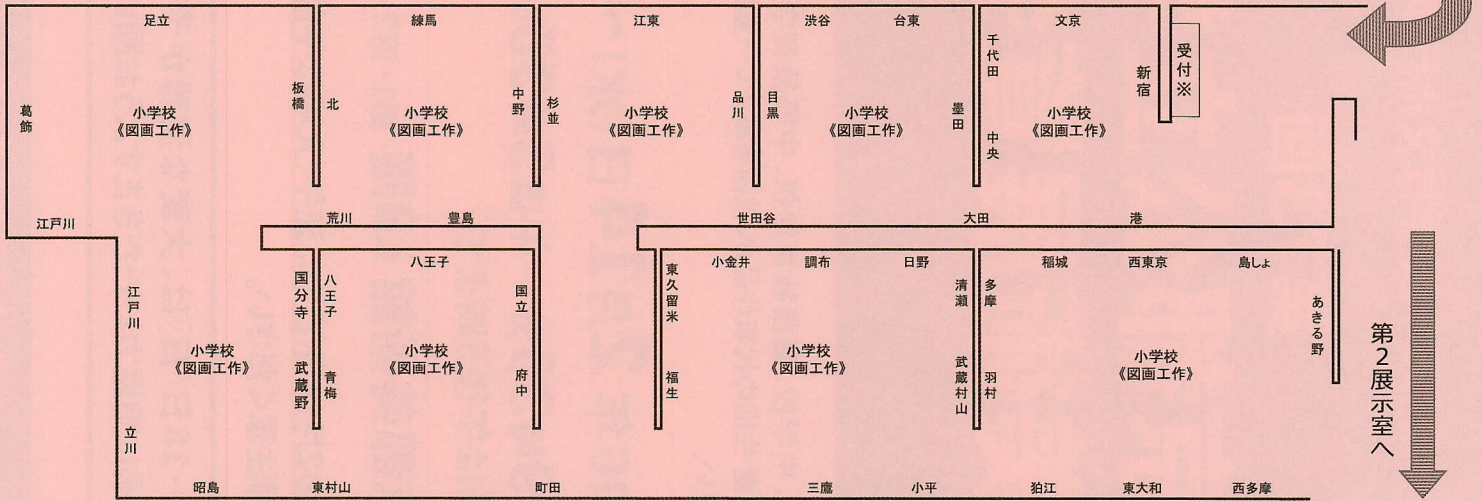 足立
練馬
江東
渋谷
台東
文京
葛飾
小学校
《図画工作》
板橋
北
小学校
《図画工作》
中野
杉並
小学校
《図画工作》
品川
目黒
小学校
《図画工作》
墨田
千代田
中央
小学校
《図画工作》
新宿
受付※
江戸川
荒川
豊島
世田谷
大田
港
江戸川
立川
小学校
《図画工作》
国分寺
武蔵野
八王子
青梅
八王子
小学校
《図画工作》
国立
府中
東久留米
福生
小金井
調布
日野
小学校
《図画工作》
清瀬
武蔵村山
多摩
羽村
稲城
西東京
島しょ
小学校
《図画工作》
あきる野
第2展示室へ
昭島
東村山
町田
三鷹
小平
狛江
東大和
西多摩